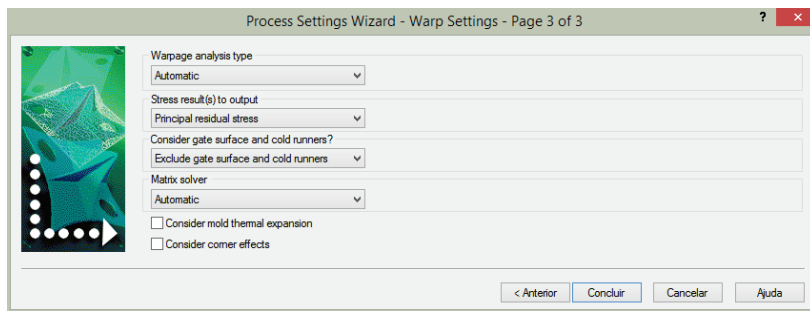 Process Settings Wizard - Warp Settings - Page 3 of 3
?
×
Warpage analysis type
Automatic
Stress result(s) to output
Principal residual stress
Consider gate surface and cold runners?
Exclude gate surface and cold runners
Matrix solver
Automatic
Consider mold thermal expansion
Consider corner effects
< Anterior
Concluir
Cancelar
Ajuda